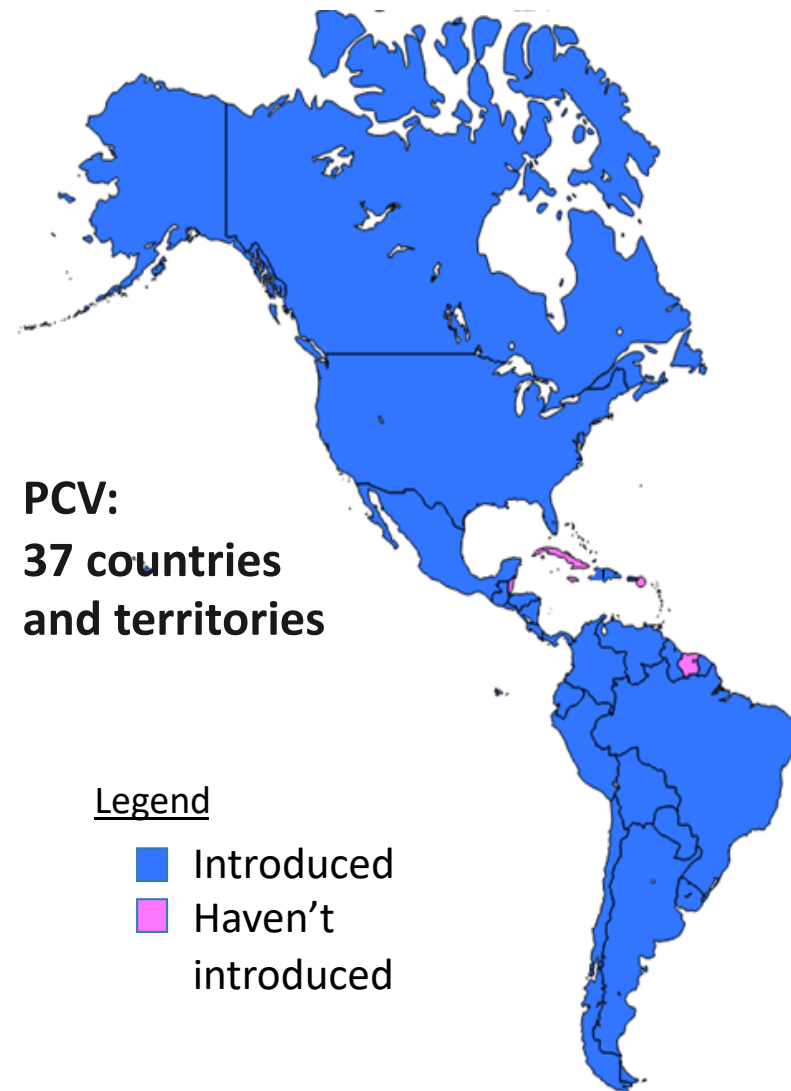 PCV:
37 countries
and territories
Legend
Introduced
Haven’t
introduced